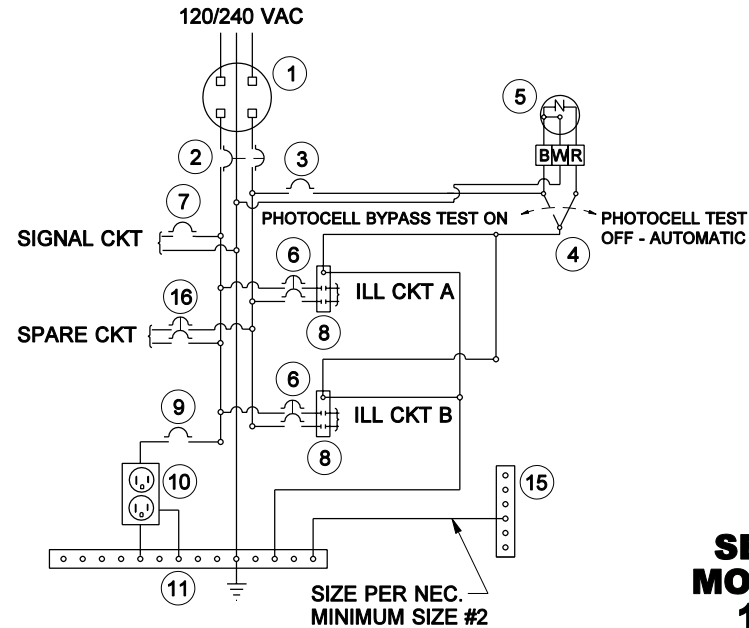 120/240 VAC
1
5
N
2
3
B W R
7
PHOTOCELL BYPASS TEST ON
PHOTOCELL TEST
OFF - AUTOMATIC
SIGNAL CKT
4
6
ILL CKT A
16
SPARE CKT
8
6
9
ILL CKT B
8
10
15
11
SIZE PER NEC.
MINIMUM SIZE #2